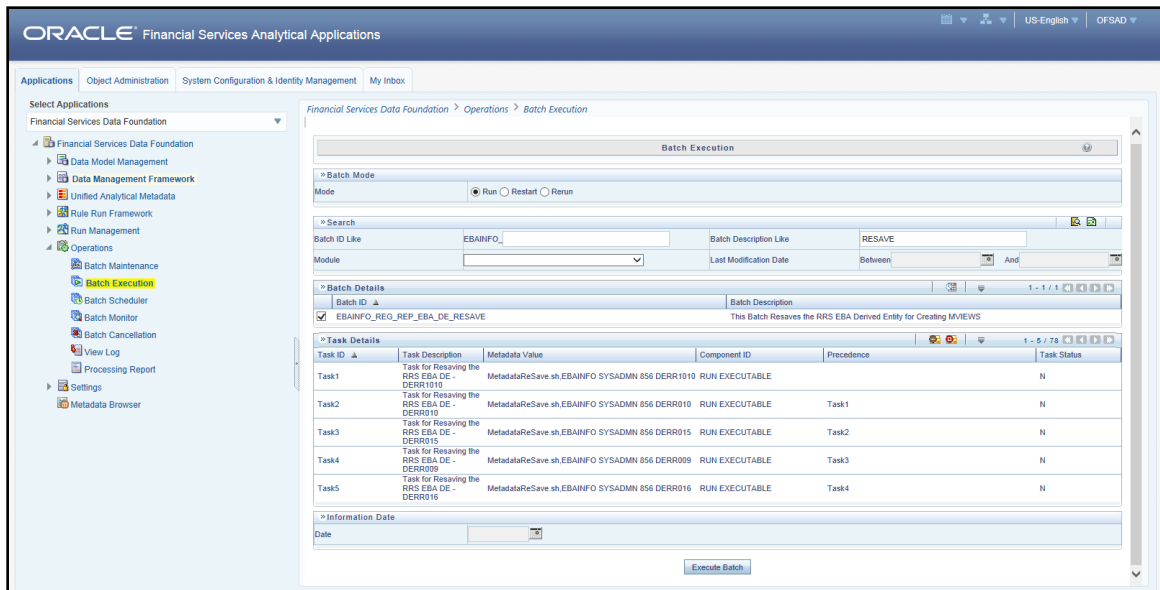 US-English OFSAD
ORACLE® Financial Services Analytical Applications
Applications Object Administration System Configuration & Identity Management My Inbox
Select Applications
Financial Services Data Foundation
Financial Services Data Foundation
Data Model Management
Data Management Framework
Unified Analytical Metadata
Rule Run Framework
Run Management
Operations
Batch Maintenance
Batch Execution
Batch Scheduler
Batch Monitor
Batch Cancellation
View Log
Processing Report
Settings
Metadata Browser
Financial Services Data Foundation > Operations > Batch Execution
Batch Execution
» Batch Mode
Mode Run Restart Rerun
» Search
Batch ID Like EBAINFO_ Batch Description Like RESAVE
Module Last Modification Date Between And
» Batch Details 1 - 1 / 1
Batch ID Batch Description
EBAINFO_REG_REP_EBA_DE_RESAVE This Batch Resaves the RRS EBA Derived Entity for Creating MVIEWS
» Task Details 1 - 5 / 78
Task ID Task Description Metadata Value Component ID Precedence Task Status
Task1 Task for Resaving the RRS EBA DE - DERR1010 MetadataReSave.sh,EBAINFO SYSADMN 856 DERR1010 RUN EXECUTABLE N
Task2 Task for Resaving the RRS EBA DE - DERR010 MetadataReSave.sh,EBAINFO SYSADMN 856 DERR010 RUN EXECUTABLE Task1 N
Task3 Task for Resaving the RRS EBA DE - DERR015 MetadataReSave.sh,EBAINFO SYSADMN 856 DERR015 RUN EXECUTABLE Task2 N
Task4 Task for Resaving the RRS EBA DE - DERR009 MetadataReSave.sh,EBAINFO SYSADMN 856 DERR009 RUN EXECUTABLE Task3 N
Task5 Task for Resaving the RRS EBA DE - DERR016 MetadataReSave.sh,EBAINFO SYSADMN 856 DERR016 RUN EXECUTABLE Task4 N
» Information Date
Date
Execute Batch